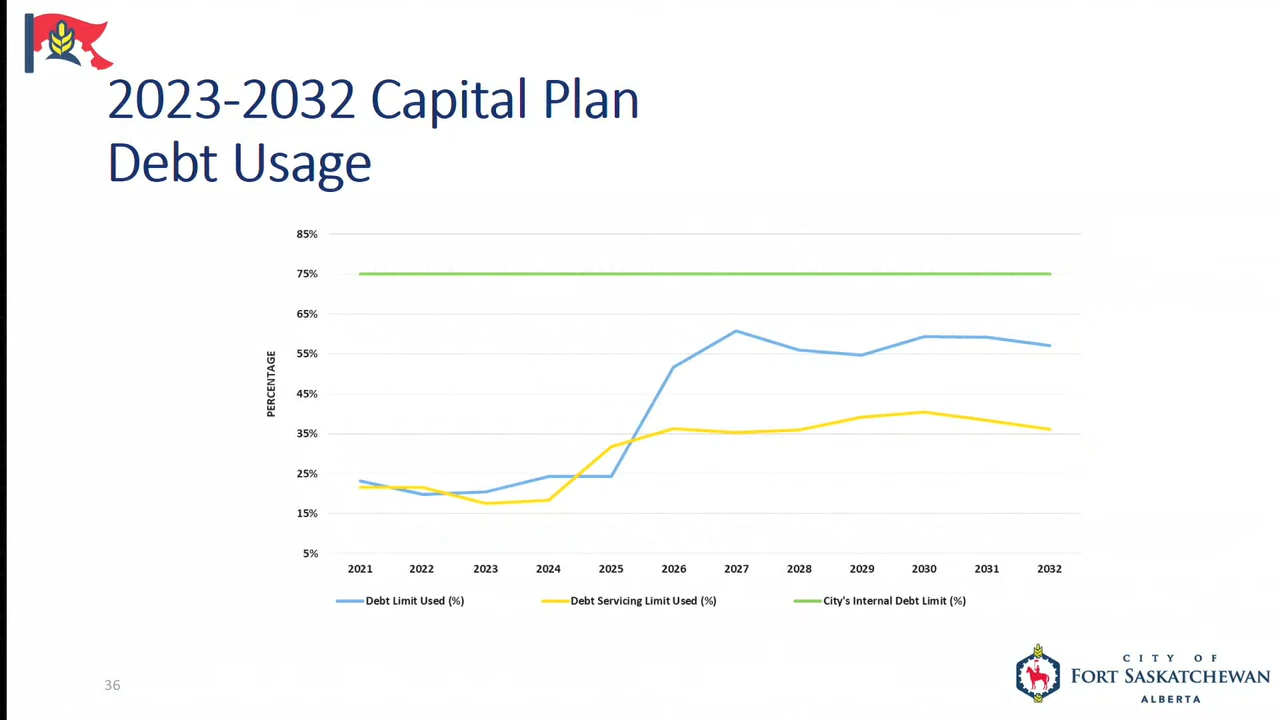 2023-2032 Capital Plan
Debt Usage
85%
75%
65%
55%
45%
35%
25%
15%
5%
PERCENTAGE
2021 2022 2023 2024 2025 2026 2027 2028 2029 2030 2031 2032
Debt Limit Used (%) Debt Servicing Limit Used (%) City's Internal Debt Limit (%)
36
CITY OF
FORT SASKATCHEWAN
ALBERTA